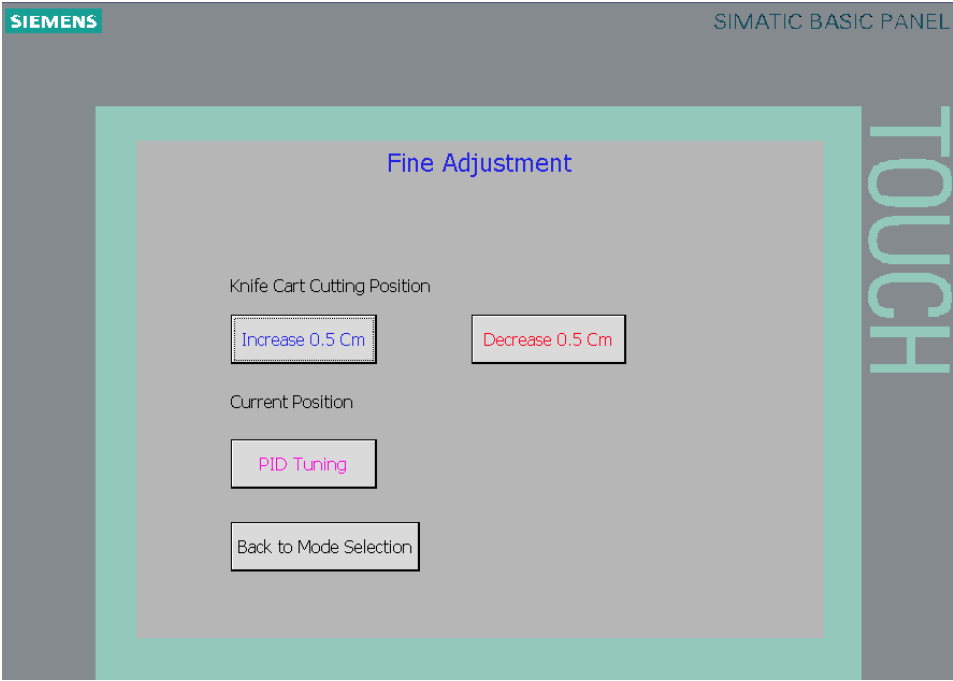 SIEMENS
SIMATIC BASIC PANEL
TOUCH
Fine Adjustment
Knife Cart Cutting Position
Increase 0.5 Cm
Decrease 0.5 Cm
Current Position
PID Tuning
Back to Mode Selection